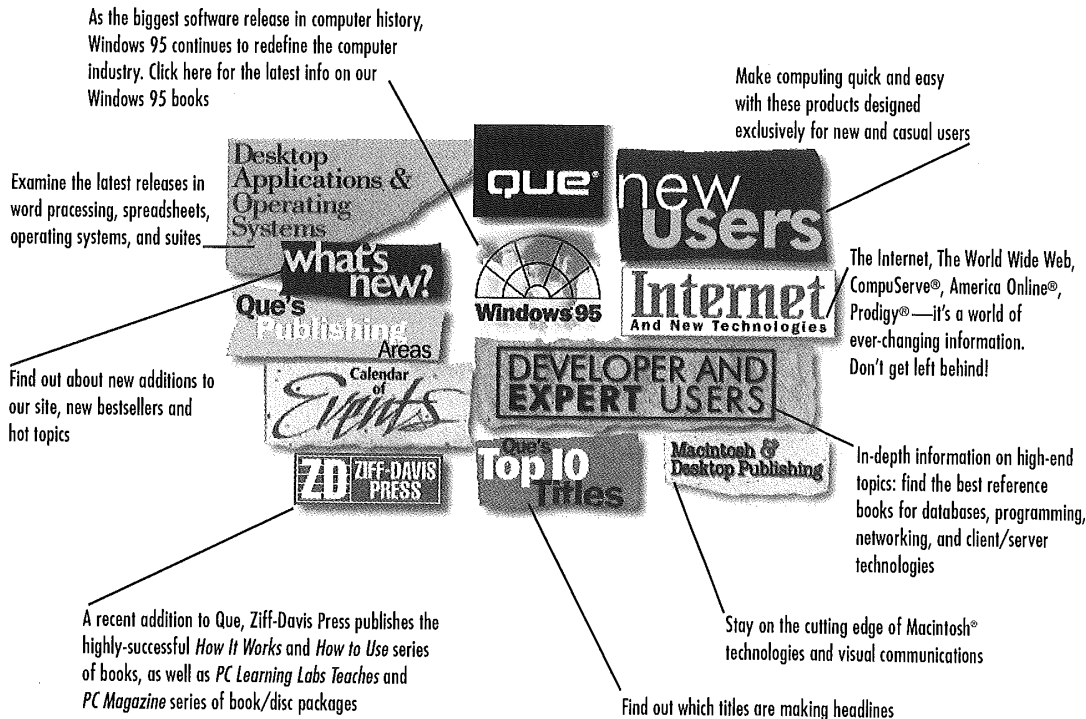 As the biggest software release in computer history,
Windows 95 continues to redefine the computer
industry. Click here for the latest info on our
Windows 95 books
Make computing quick and easy
with these products designed
exclusively for new and casual users
Examine the latest releases in
word pracessing, spreadsheets,
operating systems, and suites
Desktop
Applications &
Operating
Systems
que®
new
users
what's
new?
Windows 95
Internet
And New Technologies
The Internet, The World Wide Web,
CompuServe®, America Online®,
Prodigy®—it's a world of
ever-changing information.
Don't get left behind!
Que's
Publishing
Areas
Find out about new additions to
our site, new bestsellers and
hot topics
Calendar
of
Events
DEVELOPER AND
EXPERT USERS
ZD ZIFF-DAVIS
PRESS
Que's
Top 10
Titles
Macintosh &
Desktop Publishing
In-depth information on high-end
topics: find the best reference
books for databases, programming,
networking, and client/server
technologies
A recent addition to Que, Ziff-Davis Press publishes the
highly-successful How It Works and How to Use series
of books, as well as PC Learning Labs Teaches and
PC Magazine series of book/disc packages
Stay on the cutting edge of Macintosh®
technologies and visual communications
Find out which titles are making headlines